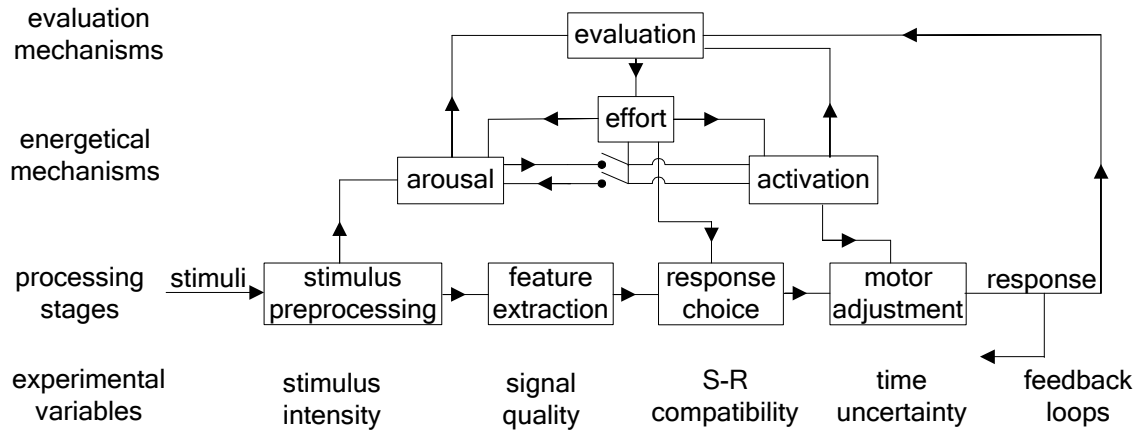 evaluation
mechanisms
evaluation
effort
energetical
mechanisms
arousal
activation
processing
stages
stimuli
stimulus
preprocessing
feature
extraction
response
choice
motor
adjustment
response
experimental
variables
stimulus
intensity
signal
quality
S-R
compatibility
time
uncertainty
feedback
loops